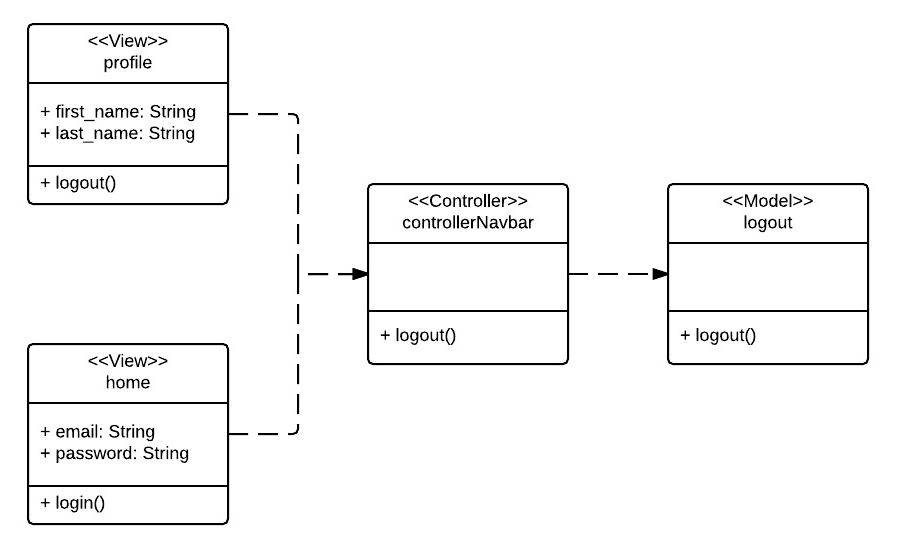 <<View>>
profile
+ first_name: String
+ last_name: String
+ logout()
<<Controller>>
controllerNavbar
+ logout()
<<Model>>
logout
+ logout()
<<View>>
home
+ email: String
+ password: String
+ login()